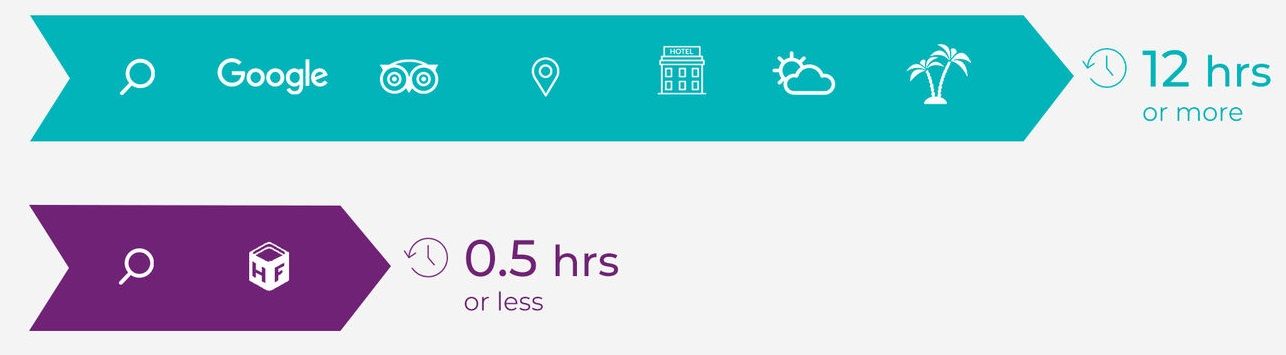 Google
HOTEL
12 hrs
or more
HF
0.5 hrs
or less